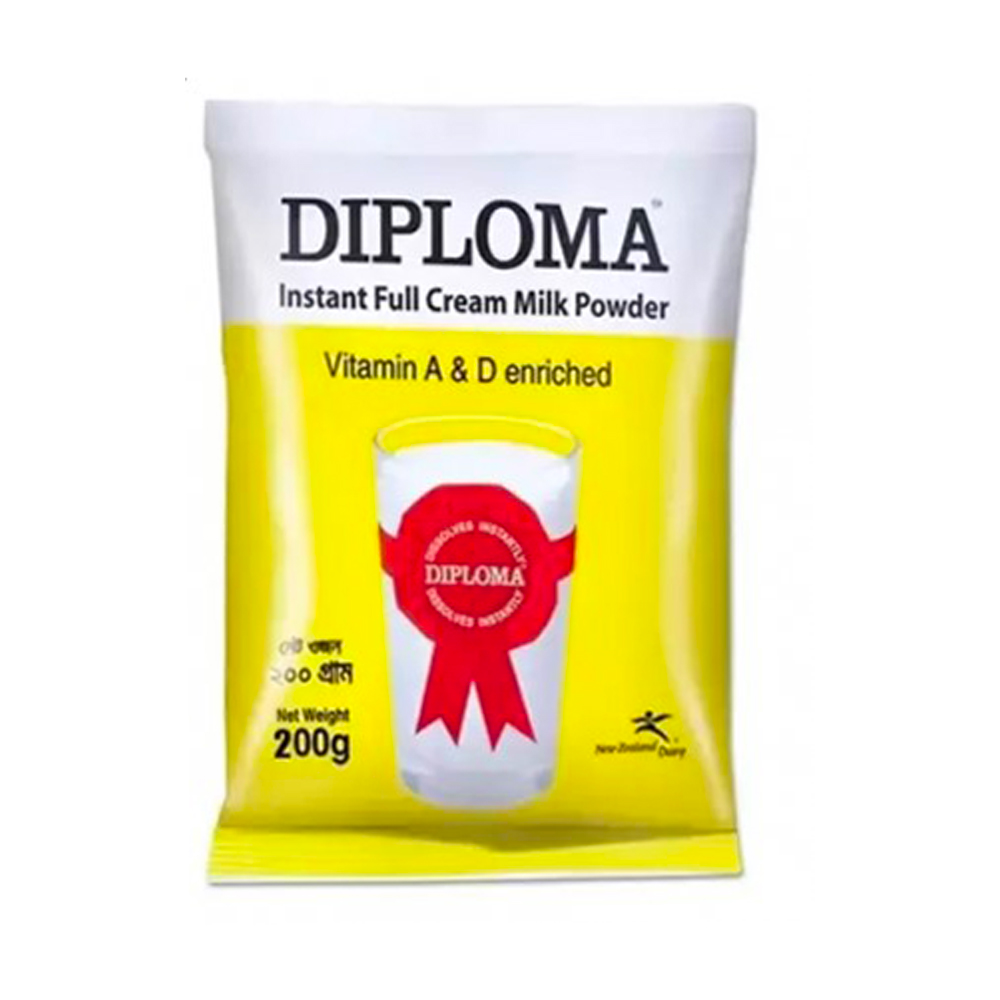 DIPLOMA
Instant Full Cream Milk Powder
Vitamin A & D enriched
DISSOLVES INSTANTLY
DIPLOMA
DISSOLVES INSTANTLY
নেট ওজন
২০০ গ্রাম
Net Weight
200g
New Zealand Dairy